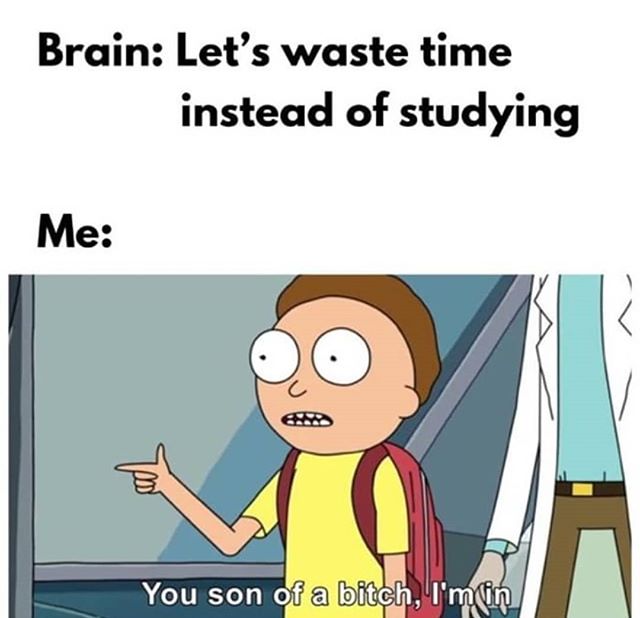 Brain: Let’s waste time
instead of studying
Me:
You son of a bitch, I'm in